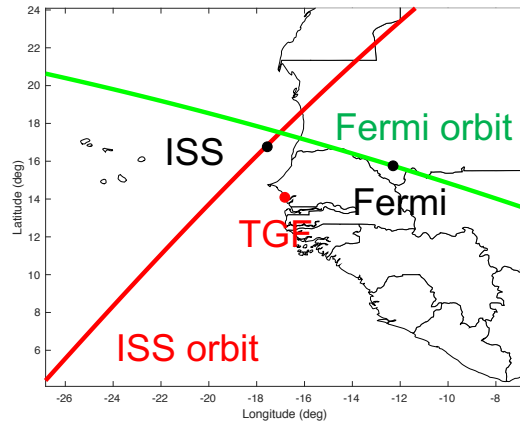 24
22
20
18
16
14
12
10
8
6
Latitude (deg)
ISS
Fermi orbit
Fermi
TGF
ISS orbit
-26 -24 -22 -20 -18 -16 -14 -12 -10 -8
Longitude (deg)